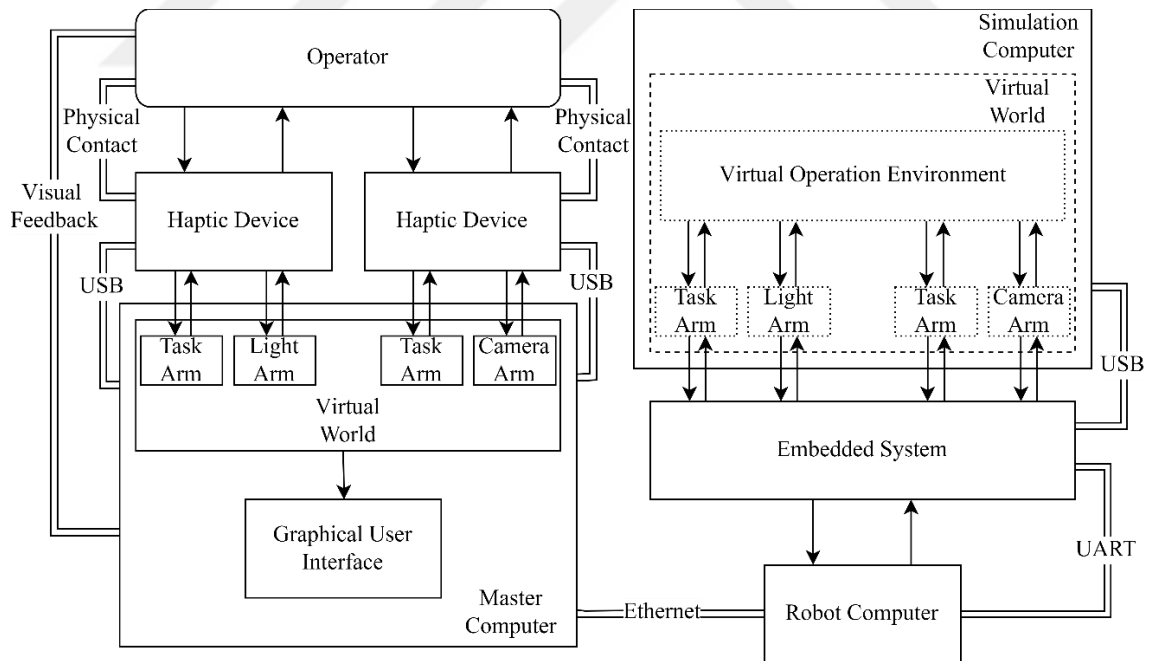 Operator
Physical
Contact
Physical
Contact
Visual
Feedback
Haptic Device
Haptic Device
USB
USB
Task
Arm
Light
Arm
Task
Arm
Camera
Arm
Virtual
World
Graphical User
Interface
Master
Computer
Ethernet
Simulation
Computer
Virtual
World
Virtual Operation Environment
Task
Arm
Light
Arm
Task
Arm
Camera
Arm
USB
Embedded System
UART
Robot Computer